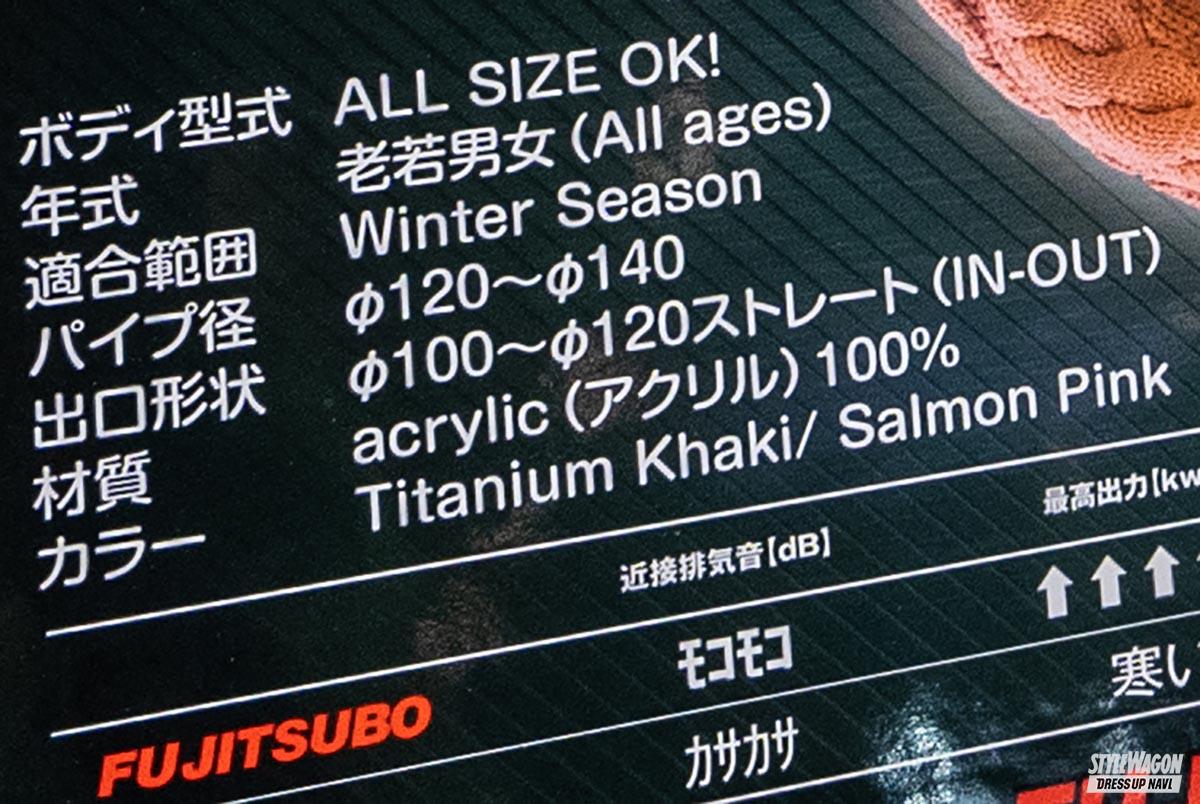 ボディ型式 ALL SIZE OK!
年式 老若男女(All ages)
適合範囲 Winter Season
パイプ径 φ120〜φ140
出口形状 φ100〜φ120ストレート(IN-OUT)
材質 acrylic(アクリル)100%
カラー Titanium Khaki/ Salmon Pink
近接排気音【dB】 最高出力【kw
FUJITSUBO モコモコ ↑↑↑
カサカサ 寒い
STYLE WAGON
DRESS UP NAVI.